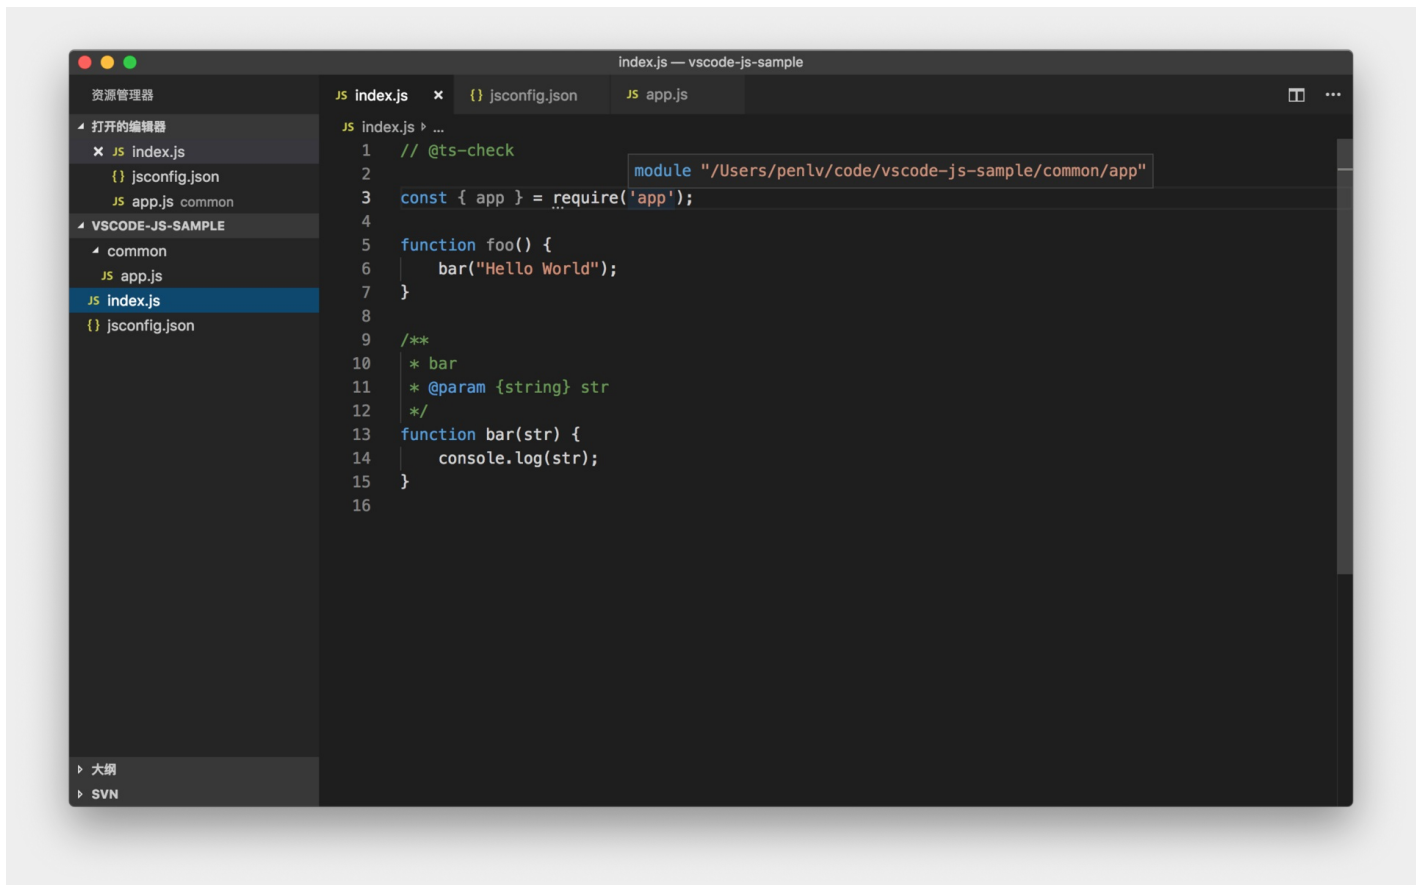 index.js — vscode-js-sample
资源管理器
JS index.js × {} jsconfig.json JS app.js ···
打开的编辑器
× JS index.js
{} jsconfig.json
JS app.js common
VSCODE-JS-SAMPLE
common
JS app.js
JS index.js
{} jsconfig.json
大纲
SVN
JS index.js ▷ ...
1 // @ts-check
2
module "/Users/penlv/code/vscode-js-sample/common/app"
3 const { app } = require('app');
4
5 function foo() {
6     bar("Hello World");
7 }
8
9 /**
10  * bar
11  * @param {string} str
12  */
13 function bar(str) {
14     console.log(str);
15 }
16